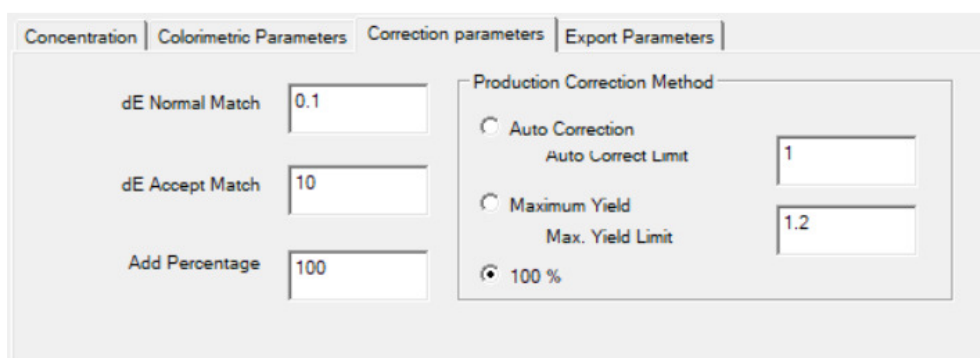 Concentration
Colorimetric Parameters
Correction parameters
Export Parameters
dE Normal Match
0.1
dE Accept Match
10
Add Percentage
100
Production Correction Method
Auto Correction
Auto Correct Limit
1
Maximum Yield
Max. Yield Limit
1.2
100 %